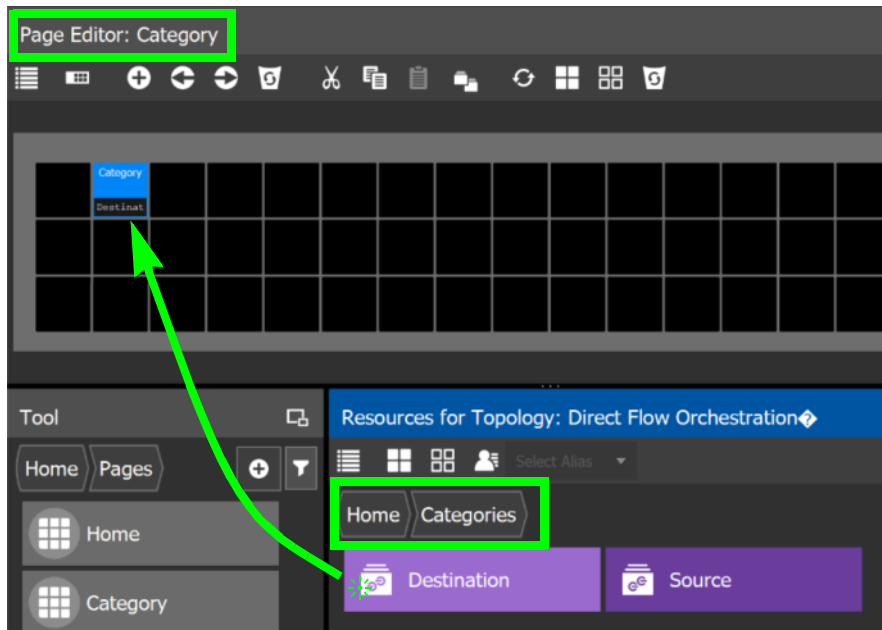 Page Editor: Category
Category
Destinat
Tool
Resources for Topology: Direct Flow Orchestration�
Home Pages
Select Alias
Home Categories
Home
Destination
Source
Category